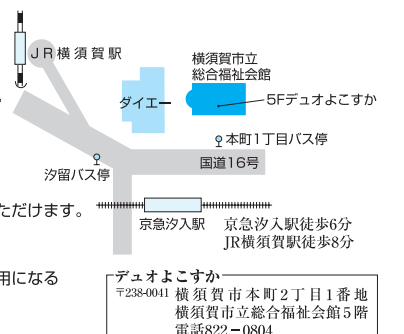 JR横須賀駅
横須賀市立
総合福祉会館
ダイエー
5Fデュオよこすか
本町1丁目バス停
国道16号
汐留バス停
ただけます。
京急汐入駅
京急汐入駅徒歩6分
JR横須賀駅徒歩8分
用になる
デュオよこすか
〒238-0041 横須賀市本町2丁目1番地
横須賀市立総合福祉会館5階
電話822-0804